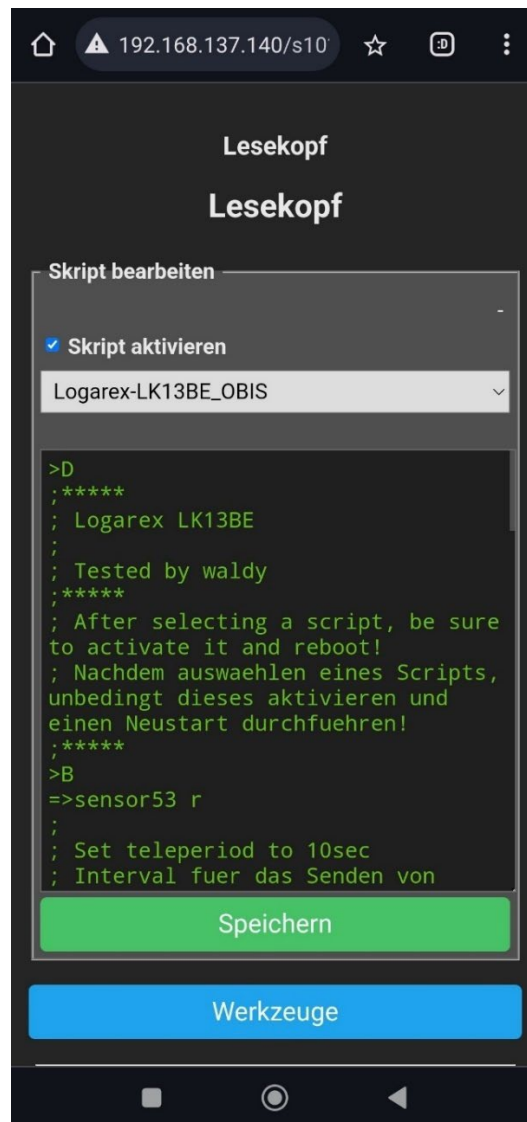 192.168.137.140/s10
:D
Lesekopf
Lesekopf
Skript bearbeiten
-
Skript aktivieren
Logarex-LK13BE_OBIS
>D
;*****
; Logarex LK13BE
;
; Tested by waldy
;*****
; After selecting a script, be sure
to activate it and reboot!
; Nachdem auswaehlen eines Scripts,
unbedingt dieses aktivieren und
einen Neustart durchfuehren!
;*****
>B
=>sensor53 r
;
; Set teleperiod to 10sec
; Interval fuer das Senden von
Speichern
Werkzeuge